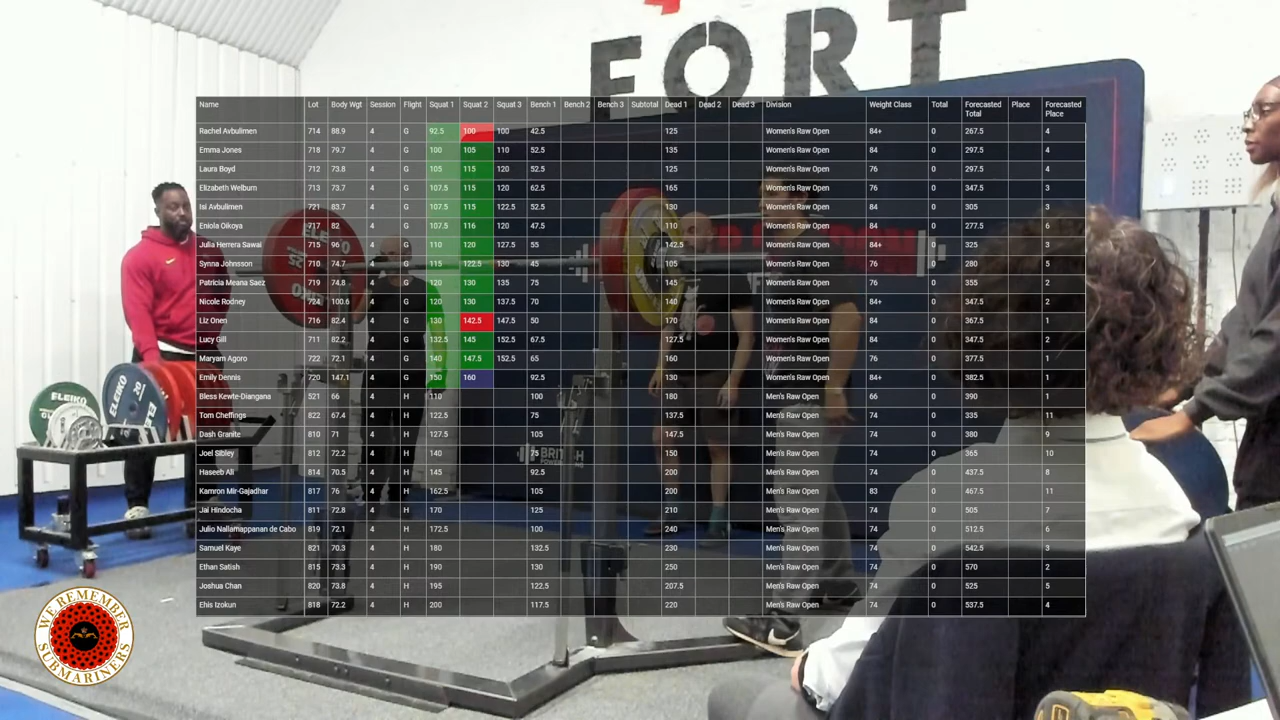 FORT
Name Lot Body Wgt Session Flight Squat 1 Squat 2 Squat 3 Bench 1 Bench 2 Bench 3 Subtotal Dead 1 Dead 2 Dead 3 Division Weight Class Total Forecasted Total Place Forecasted Place
Rachel Avbulimen 714 88.9 4 G 92.5 100 100 42.5 125 Women's Raw Open 84+ 0 267.5 4
Emma Jones 718 79.7 4 G 100 105 110 52.5 135 Women's Raw Open 84 0 297.5 4
Laura Boyd 712 73.8 4 G 105 115 120 52.5 125 Women's Raw Open 76 0 297.5 4
Elizabeth Welburn 713 73.7 4 G 107.5 115 120 62.5 165 Women's Raw Open 76 0 347.5 3
Isi Avbulimen 721 83.7 4 G 107.5 115 122.5 52.5 130 Women's Raw Open 84 0 305 3
Eniola Oikoya 717 82 4 G 107.5 116 120 47.5 110 Women's Raw Open 84 0 277.5 6
Julia Herrera Sawai 715 96 4 G 110 120 127.5 55 142.5 Women's Raw Open 84+ 0 325 3
Synna Johnsson 710 74.7 4 G 115 122.5 130 45 105 Women's Raw Open 76 0 280 5
Patricia Meana Saez 719 74.8 4 G 120 130 135 75 145 Women's Raw Open 76 0 355 2
Nicole Rodney 724 100.6 4 G 120 130 137.5 70 140 Women's Raw Open 84+ 0 347.5 2
Liz Onen 716 82.4 4 G 130 142.5 147.5 50 170 Women's Raw Open 84 0 367.5 1
Lucy Gill 711 82.2 4 G 132.5 145 152.5 67.5 127.5 Women's Raw Open 84 0 347.5 2
Maryam Agoro 722 72.1 4 G 140 147.5 152.5 65 160 Women's Raw Open 76 0 377.5 1
Emily Dennis 720 147.1 4 G 150 160 92.5 130 Women's Raw Open 84+ 0 382.5 1
Bless Kewte-Diangana 521 66 4 H 110 100 180 Men's Raw Open 66 0 390 1
Tom Cheffings 822 67.4 4 H 122.5 75 137.5 Men's Raw Open 74 0 335 11
Dash Granite 810 71 4 H 127.5 105 147.5 Men's Raw Open 74 0 380 9
Joel Sibley 812 72.2 4 H 140 75 150 Men's Raw Open 74 0 365 10
Haseeb Ali 814 70.5 4 H 145 92.5 200 Men's Raw Open 74 0 437.5 8
Kamron Mir-Gajadhar 817 76 4 H 162.5 105 200 Men's Raw Open 83 0 467.5 11
Jai Hindocha 811 72.8 4 H 170 125 210 Men's Raw Open 74 0 505 7
Julio Nallamappanan de Cabo 819 72.1 4 H 172.5 100 240 Men's Raw Open 74 0 512.5 6
Samuel Kaye 821 70.3 4 H 180 132.5 230 Men's Raw Open 74 0 542.5 3
Ethan Satish 815 73.3 4 H 190 130 250 Men's Raw Open 74 0 570 2
Joshua Chan 820 73.8 4 H 195 122.5 207.5 Men's Raw Open 74 0 525 5
Ehis Izokun 818 72.2 4 H 200 117.5 220 Men's Raw Open 74 0 537.5 4
FLEIKO
ELEIKO
WE REMEMBER
SUBMARINERS